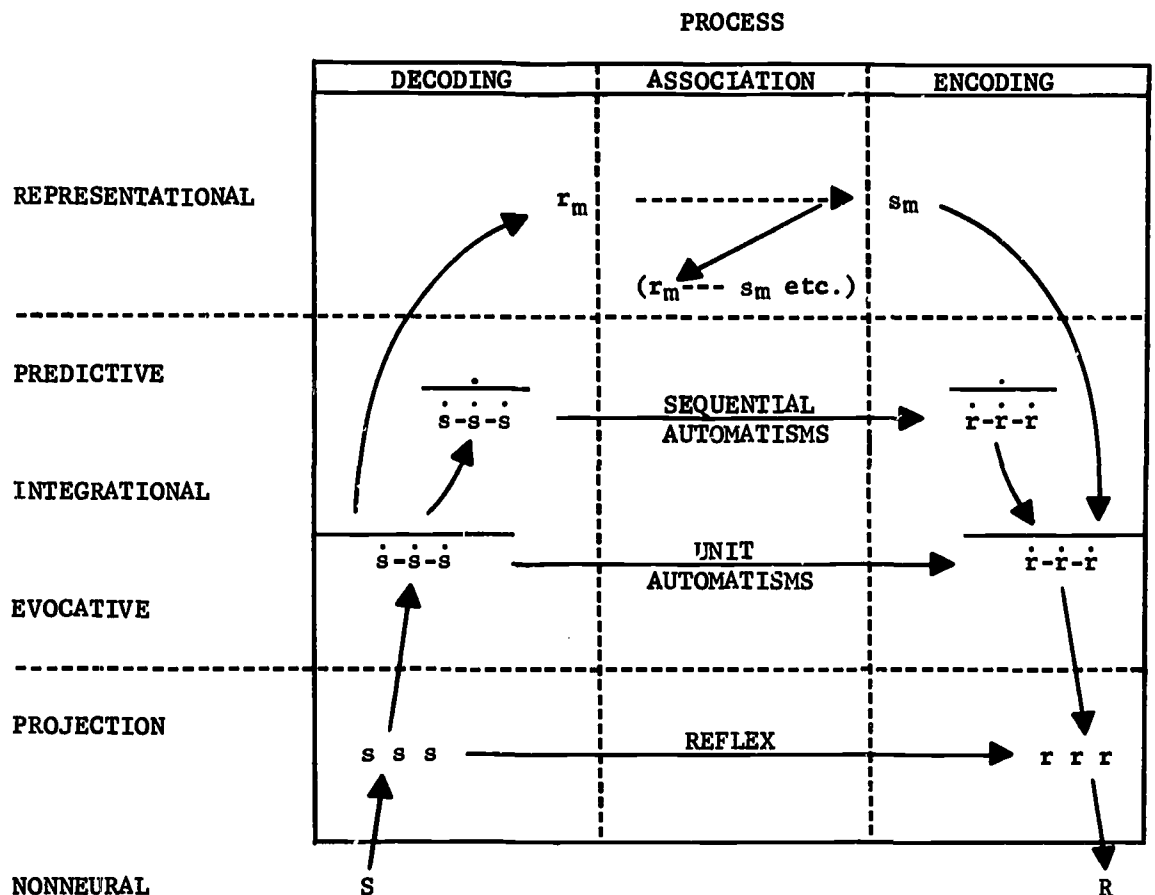 PROCESS
DECODING ASSOCIATION ENCODING
REPRESENTATIONAL rm sm
(rm--- sm etc.)
PREDICTIVE
ṡ-ṡ-ṡ SEQUENTIAL ṙ-ṙ-ṙ
AUTOMATISMS
INTEGRATIONAL
ṡ-ṡ-ṡ UNIT ṙ-ṙ-ṙ
AUTOMATISMS
EVOCATIVE
PROJECTION
s s s REFLEX r r r
NONNEURAL S R